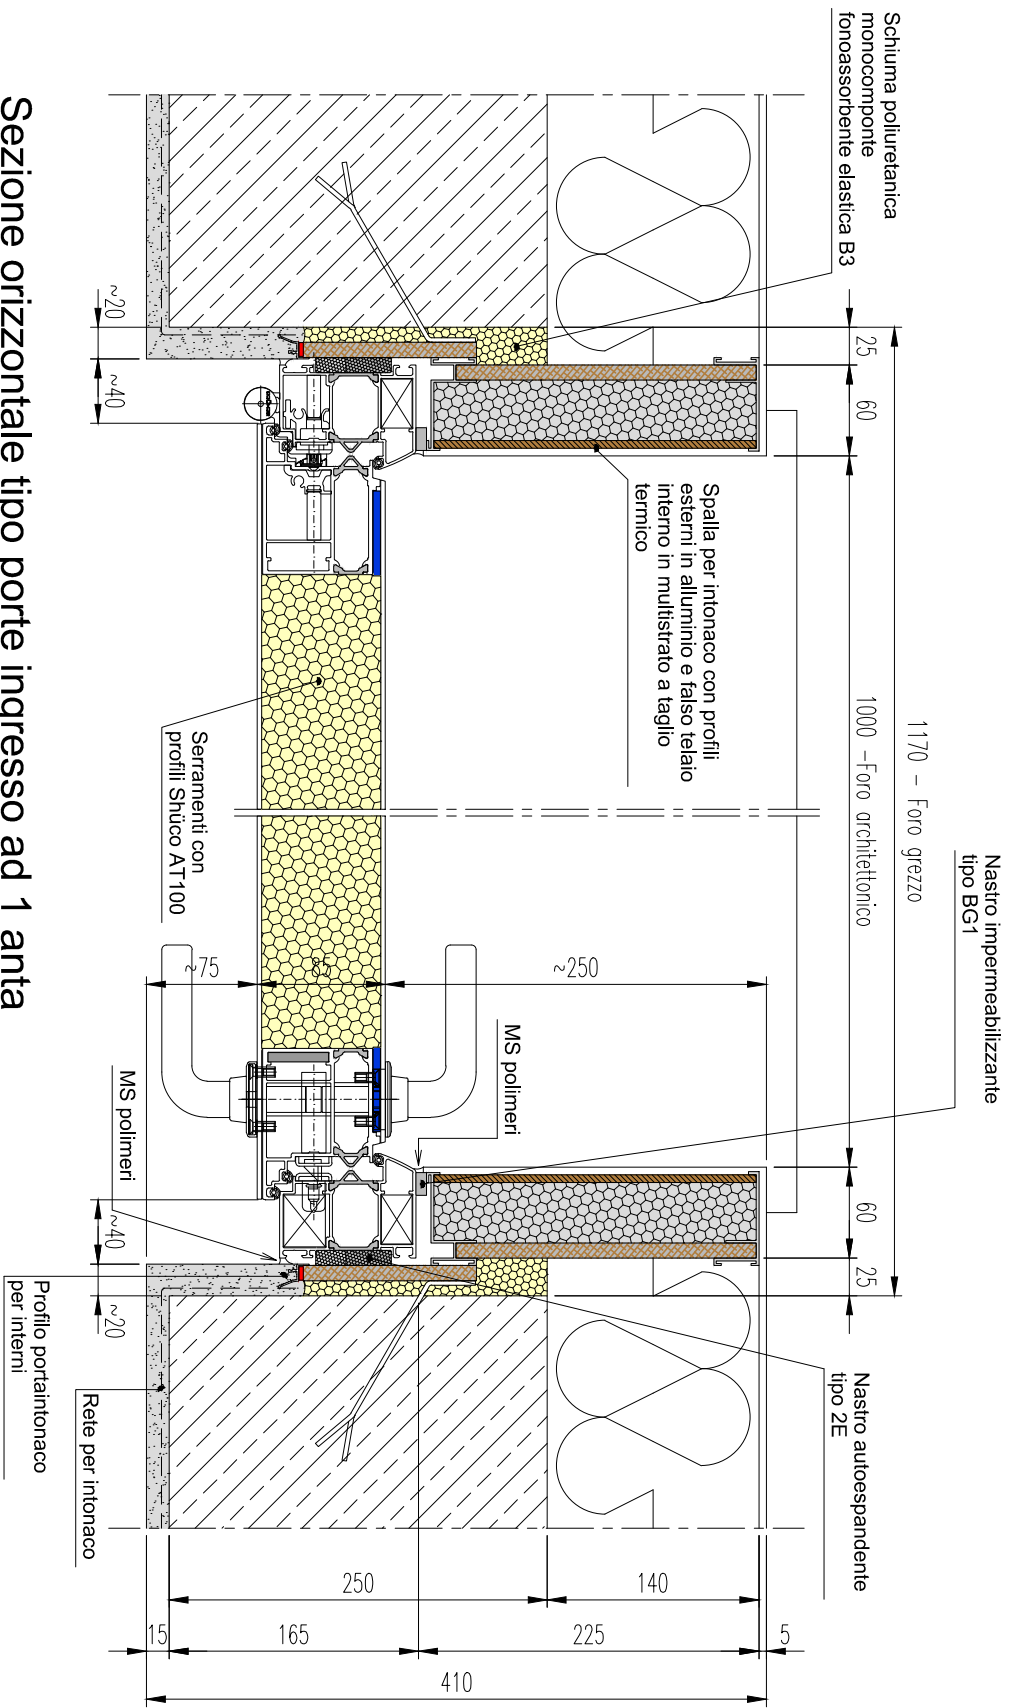 Schiuma poliuretanica
monocomponte
fonoassorbente elastica B3
Nastro impermeabilizzante
tipo BG1
1170 - Foro grezzo
1000 -Foro architettonico
25
60
60
25
Spalla per intonaco con profili
esterni in alluminio e falso telaio
interno in multistrato a taglio
termico
Nastro autoespandente
tipo 2E
MS polimeri
~250
85
~75
Serramenti con
profili Shüco AT100
MS polimeri
~20
~40
~40
~20
Profilo portaintonaco
per interni
Rete per intonaco
140
250
5
225
165
15
410
Sezione orizzontale tipo porte ingresso ad 1 anta